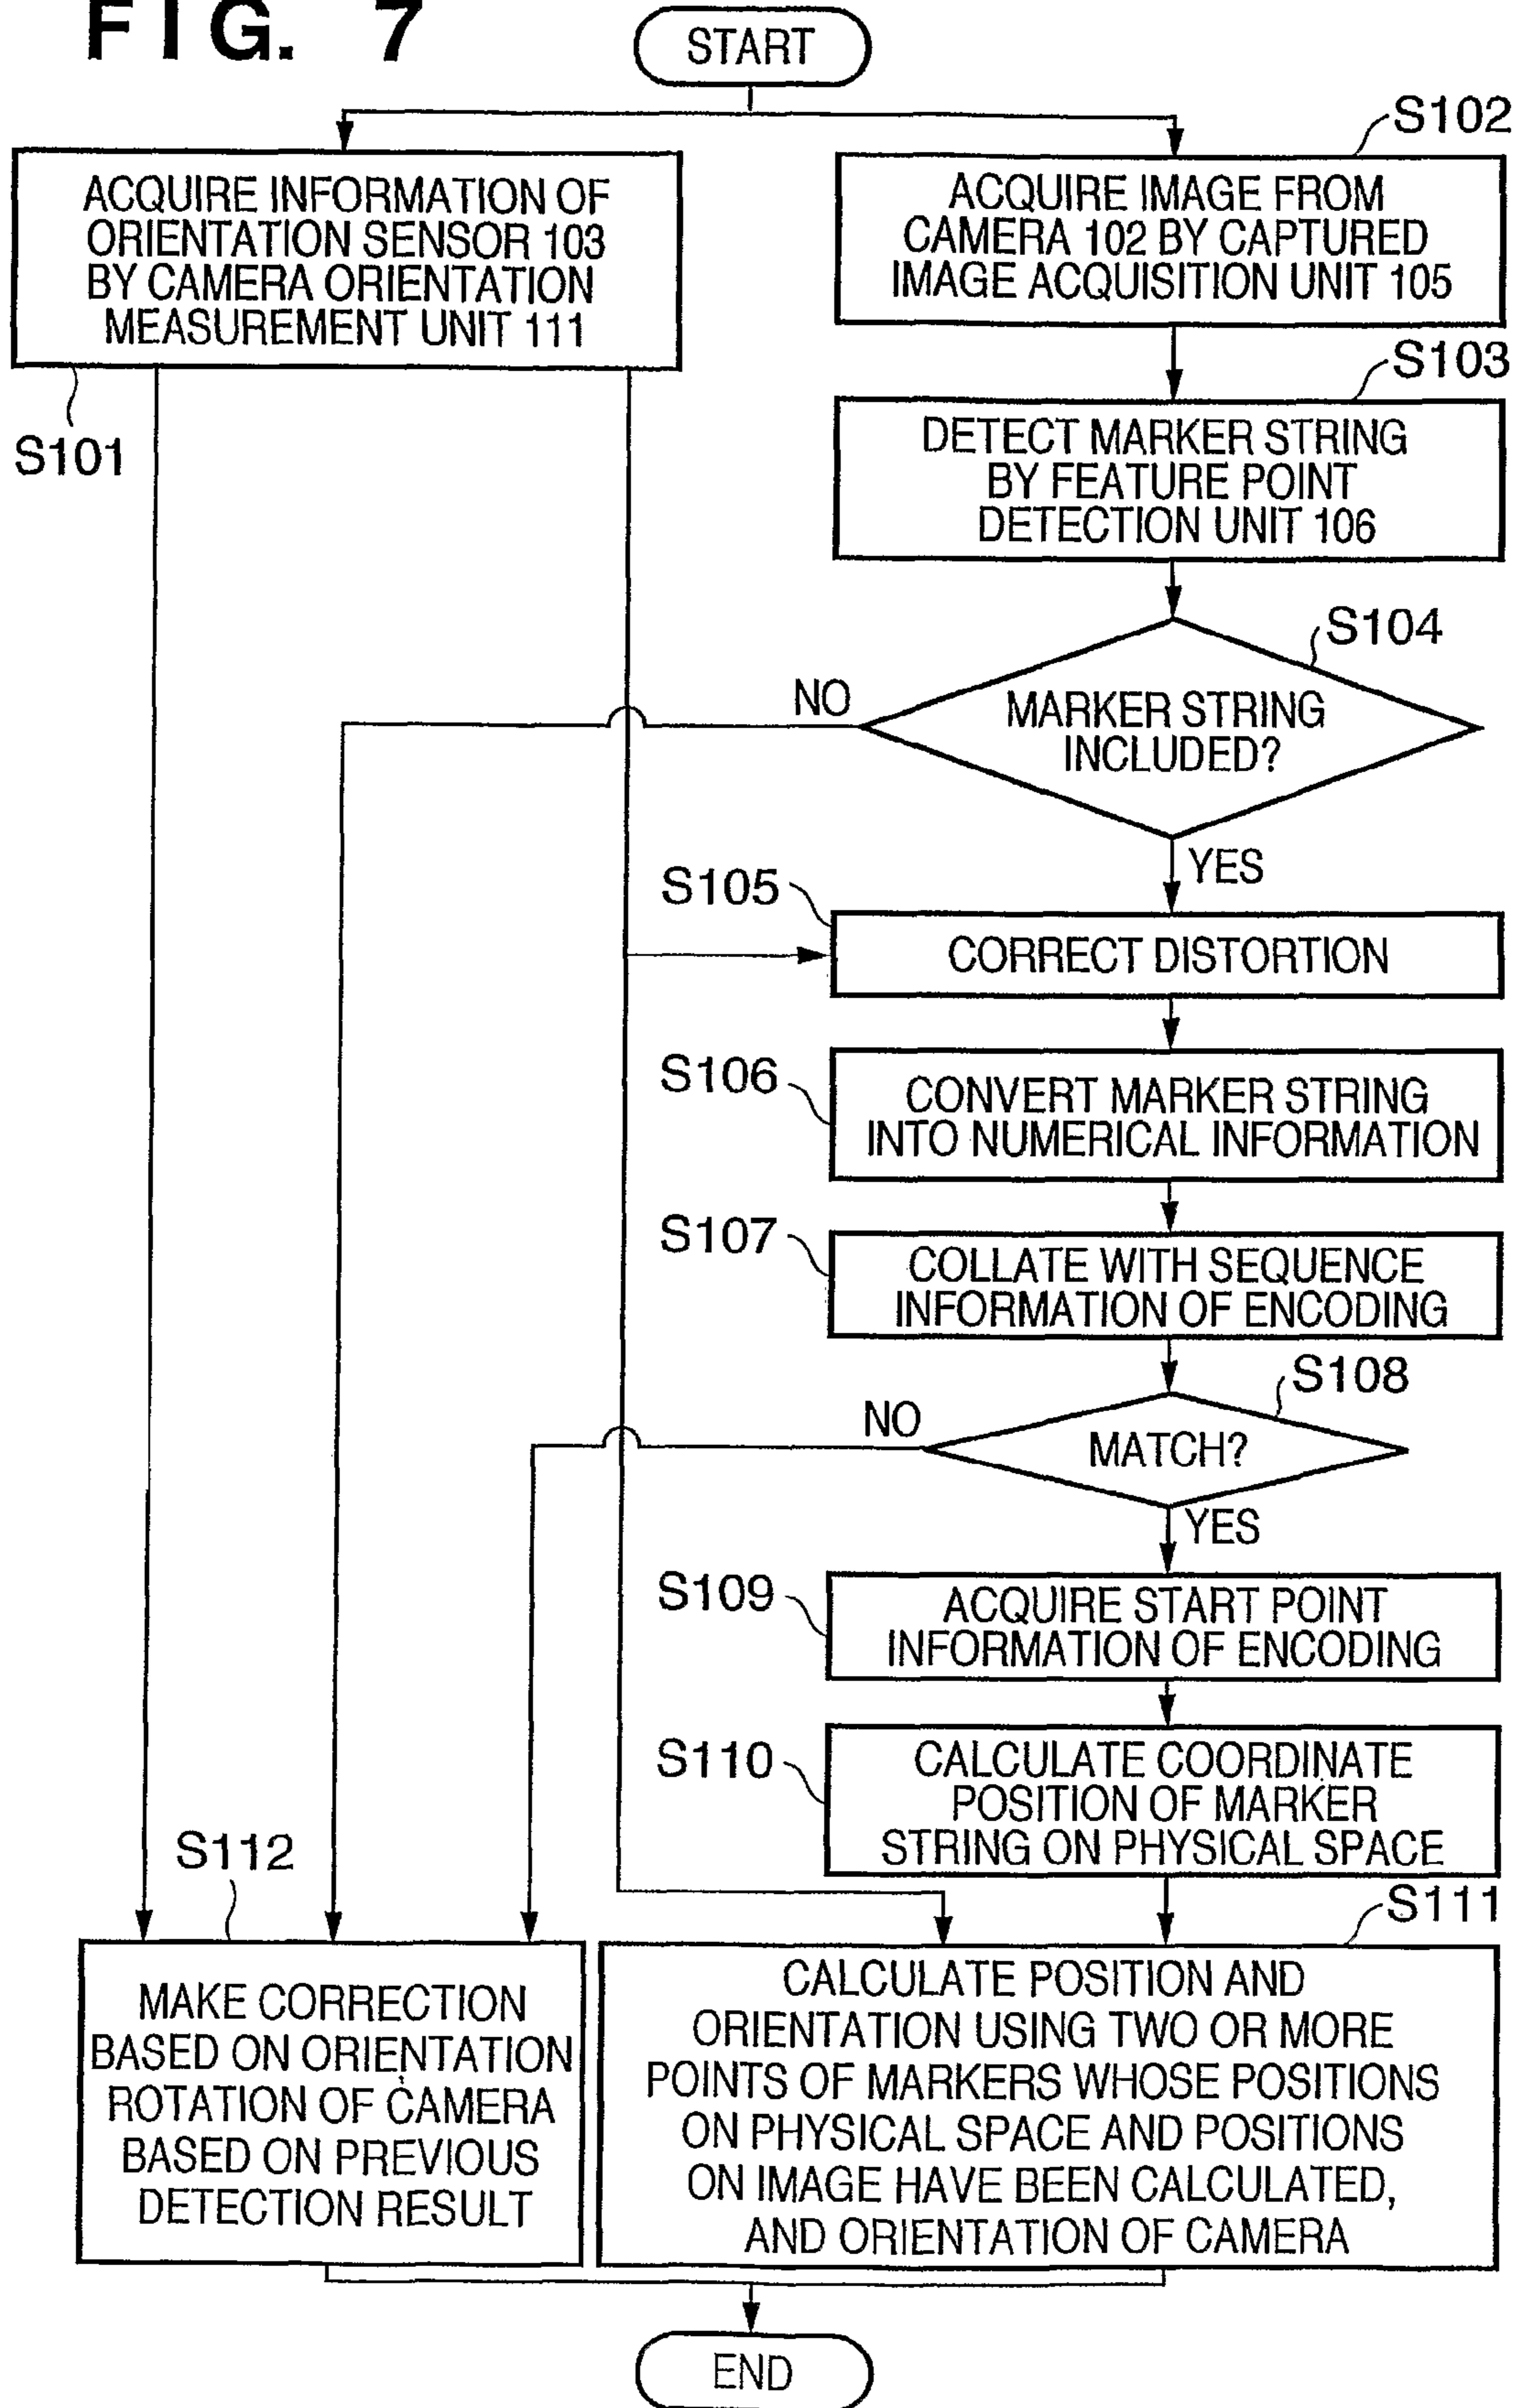 FIG. 7
START
S102
ACQUIRE INFORMATION OF
ORIENTATION SENSOR 103
BY CAMERA ORIENTATION
MEASUREMENT UNIT 111
S101
ACQUIRE IMAGE FROM
CAMERA 102 BY CAPTURED
IMAGE ACQUISITION UNIT 105
S103
DETECT MARKER STRING
BY FEATURE POINT
DETECTION UNIT 106
S104
NO
MARKER STRING
INCLUDED?
YES
S105
CORRECT DISTORTION
S106
CONVERT MARKER STRING
INTO NUMERICAL INFORMATION
S107
COLLATE WITH SEQUENCE
INFORMATION OF ENCODING
S108
NO
MATCH?
YES
S109
ACQUIRE START POINT
INFORMATION OF ENCODING
S110
CALCULATE COORDINATE
POSITION OF MARKER
STRING ON PHYSICAL SPACE
S112
S111
MAKE CORRECTION
BASED ON ORIENTATION
ROTATION OF CAMERA
BASED ON PREVIOUS
DETECTION RESULT
CALCULATE POSITION AND
ORIENTATION USING TWO OR MORE
POINTS OF MARKERS WHOSE POSITIONS
ON PHYSICAL SPACE AND POSITIONS
ON IMAGE HAVE BEEN CALCULATED,
AND ORIENTATION OF CAMERA
END